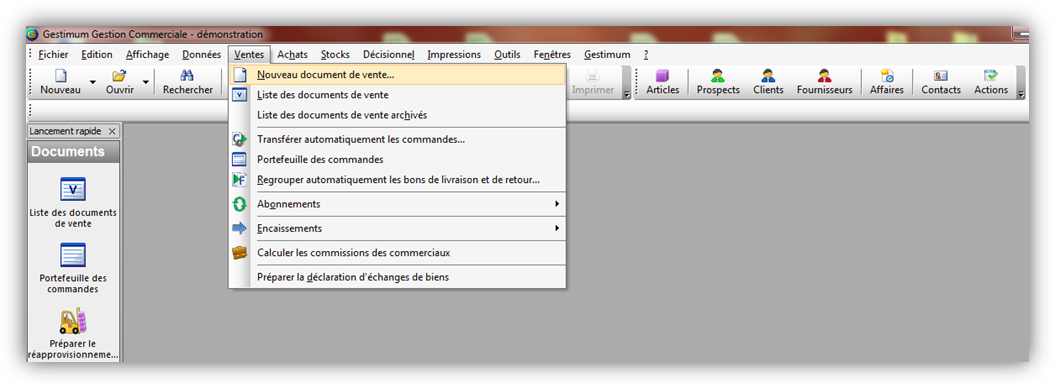 Gestimum Gestion Commerciale - démonstration
Fichier Edition Affichage Données Ventes Achats Stocks Décisionnel Impressions Outils Fenêtres Gestimum ?
Nouveau Ouvrir Rechercher Imprimer Articles Prospects Clients Fournisseurs Affaires Contacts Actions
Nouveau document de vente...
Liste des documents de vente
Liste des documents de vente archivés
Transférer automatiquement les commandes...
Portefeuille des commandes
Regrouper automatiquement les bons de livraison et de retour...
Abonnements
Encaissements
Calculer les commissions des commerciaux
Préparer la déclaration d'échanges de biens
Lancement rapide
Documents
V
Liste des documents
de vente
Portefeuille des
commandes
Préparer le
réapprovisionneme...